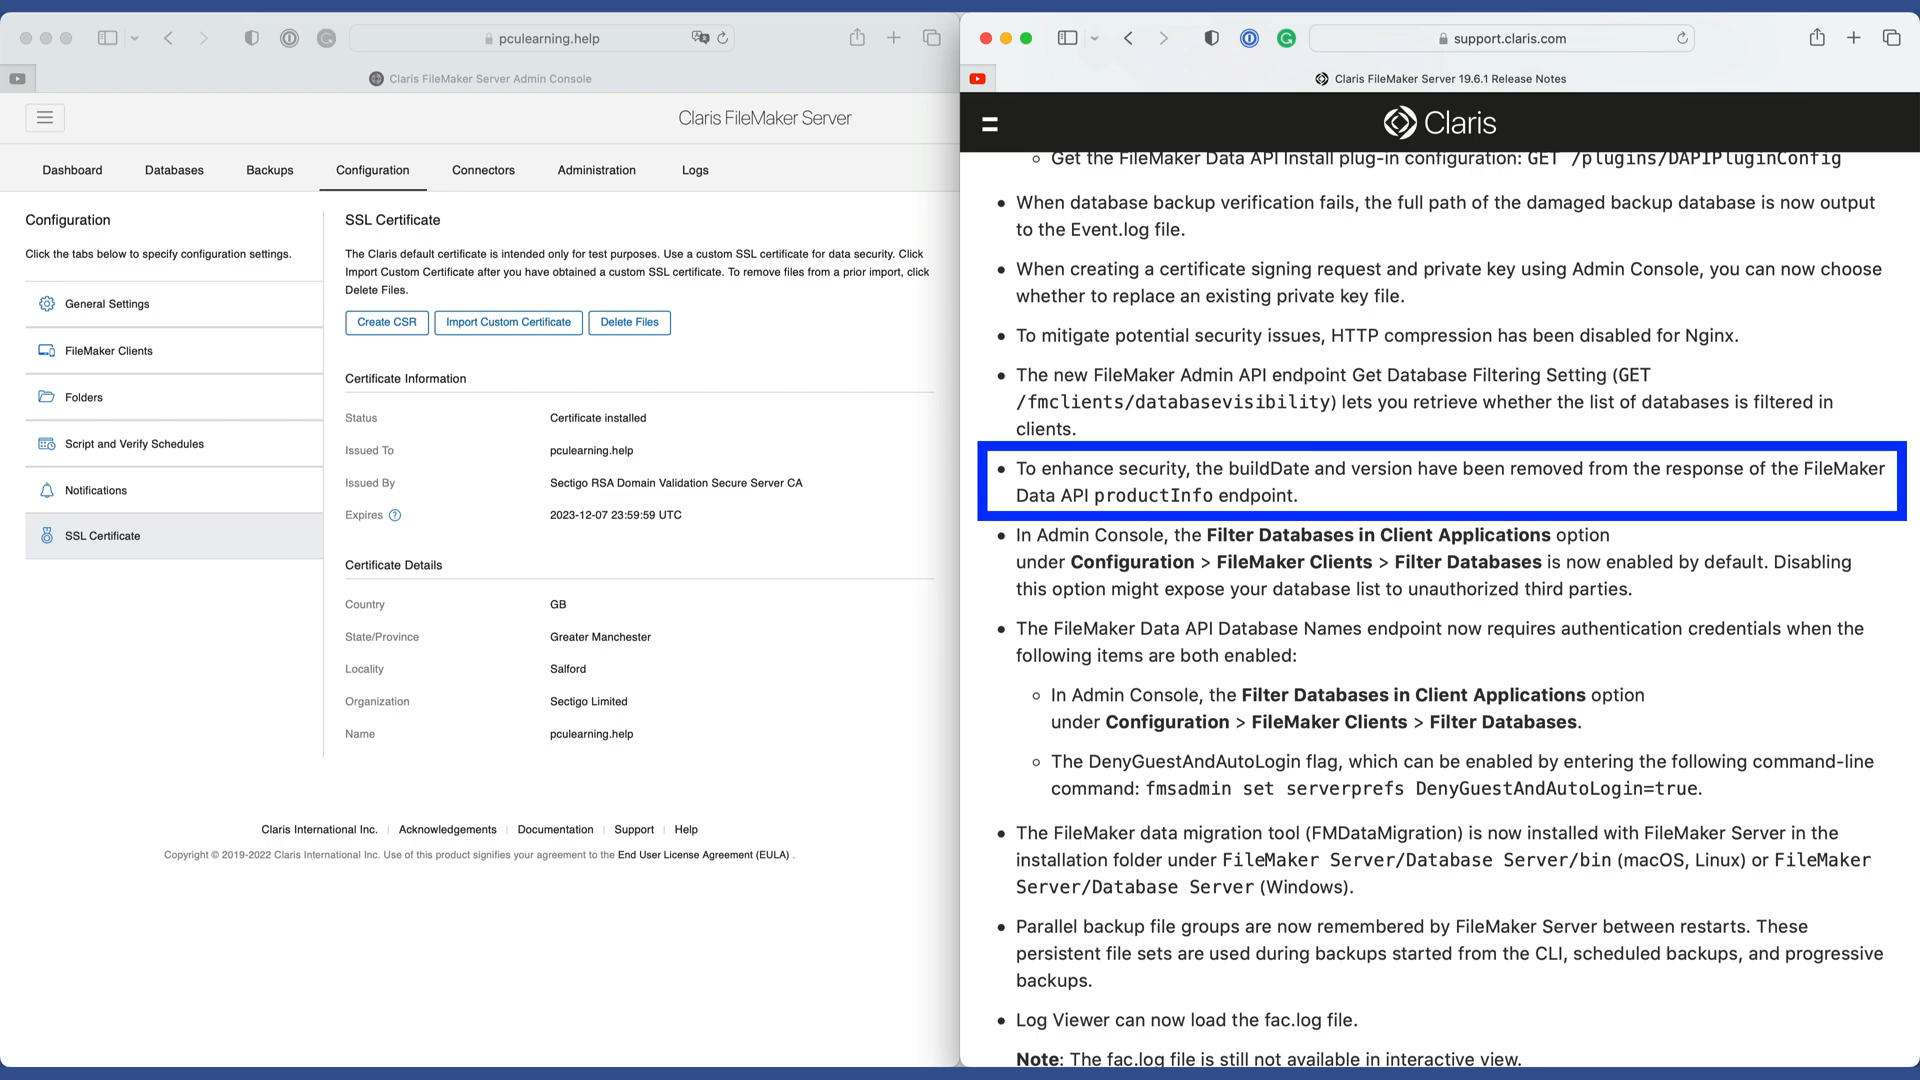 pculearning.help
Claris FileMaker Server Admin Console
Claris FileMaker Server
Dashboard
Databases
Backups
Configuration
Connectors
Administration
Logs
Configuration
Click the tabs below to specify configuration settings.
General Settings
FileMaker Clients
Folders
Script and Verify Schedules
Notifications
SSL Certificate
SSL Certificate
The Claris default certificate is intended only for test purposes. Use a custom SSL certificate for data security. Click
Import Custom Certificate after you have obtained a custom SSL certificate. To remove files from a prior import, click
Delete Files.
Create CSR
Import Custom Certificate
Delete Files
Certificate Information
Status Certificate installed
Issued To pculearning.help
Issued By Sectigo RSA Domain Validation Secure Server CA
Expires ? 2023-12-07 23:59:59 UTC
Certificate Details
Country GB
State/Province Greater Manchester
Locality Salford
Organization Sectigo Limited
Name pculearning.help
Claris International Inc. | Acknowledgements | Documentation | Support | Help
Copyright © 2019-2022 Claris International Inc. Use of this product signifies your agreement to the End User License Agreement (EULA) .
support.claris.com
Claris FileMaker Server 19.6.1 Release Notes
Claris
Get the FileMaker Data API Install plug-in configuration: GET /plugins/DAPIPluginConfig
When database backup verification fails, the full path of the damaged backup database is now output
to the Event.log file.
When creating a certificate signing request and private key using Admin Console, you can now choose
whether to replace an existing private key file.
To mitigate potential security issues, HTTP compression has been disabled for Nginx.
The new FileMaker Admin API endpoint Get Database Filtering Setting (GET
/fmclients/databasevisibility) lets you retrieve whether the list of databases is filtered in
clients.
To enhance security, the buildDate and version have been removed from the response of the FileMaker
Data API productInfo endpoint.
In Admin Console, the Filter Databases in Client Applications option
under Configuration > FileMaker Clients > Filter Databases is now enabled by default. Disabling
this option might expose your database list to unauthorized third parties.
The FileMaker Data API Database Names endpoint now requires authentication credentials when the
following items are both enabled:
In Admin Console, the Filter Databases in Client Applications option
under Configuration > FileMaker Clients > Filter Databases.
The DenyGuestAndAutoLogin flag, which can be enabled by entering the following command-line
command: fmsadmin set serverprefs DenyGuestAndAutoLogin=true.
The FileMaker data migration tool (FMDataMigration) is now installed with FileMaker Server in the
installation folder under FileMaker Server/Database Server/bin (macOS, Linux) or FileMaker
Server/Database Server (Windows).
Parallel backup file groups are now remembered by FileMaker Server between restarts. These
persistent file sets are used during backups started from the CLI, scheduled backups, and progressive
backups.
Log Viewer can now load the fac.log file.
Note: The fac.log file is still not available in interactive view.